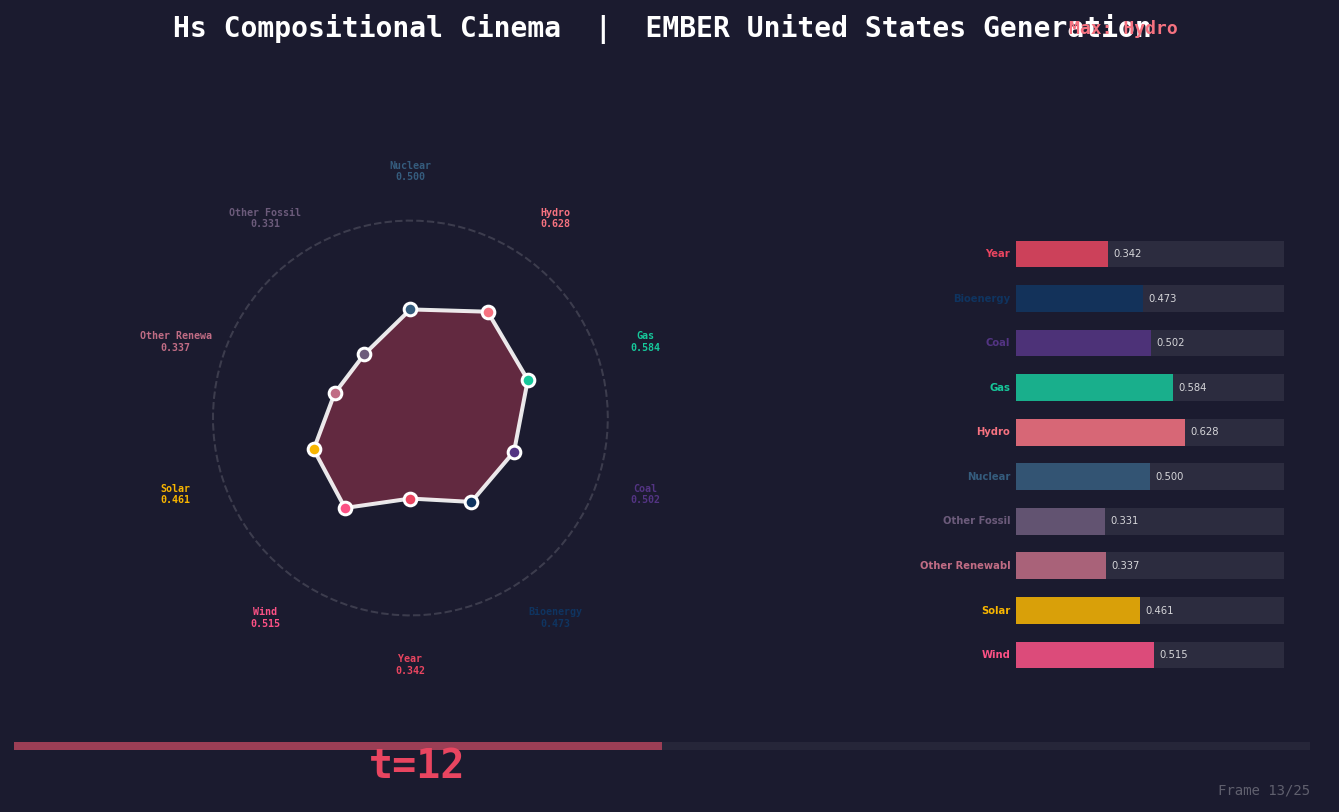 Hs Compositional Cinema | EMBER United States Generation
Max: Hydro
Nuclear
0.500
Other Fossil
0.331
Hydro
0.628
Other Renewa
0.337
Gas
0.584
Solar
0.461
Coal
0.502
Wind
0.515
Bioenergy
0.473
Year
0.342
Year 0.342
Bioenergy 0.473
Coal 0.502
Gas 0.584
Hydro 0.628
Nuclear 0.500
Other Fossil 0.331
Other Renewabl 0.337
Solar 0.461
Wind 0.515
t=12
Frame 13/25